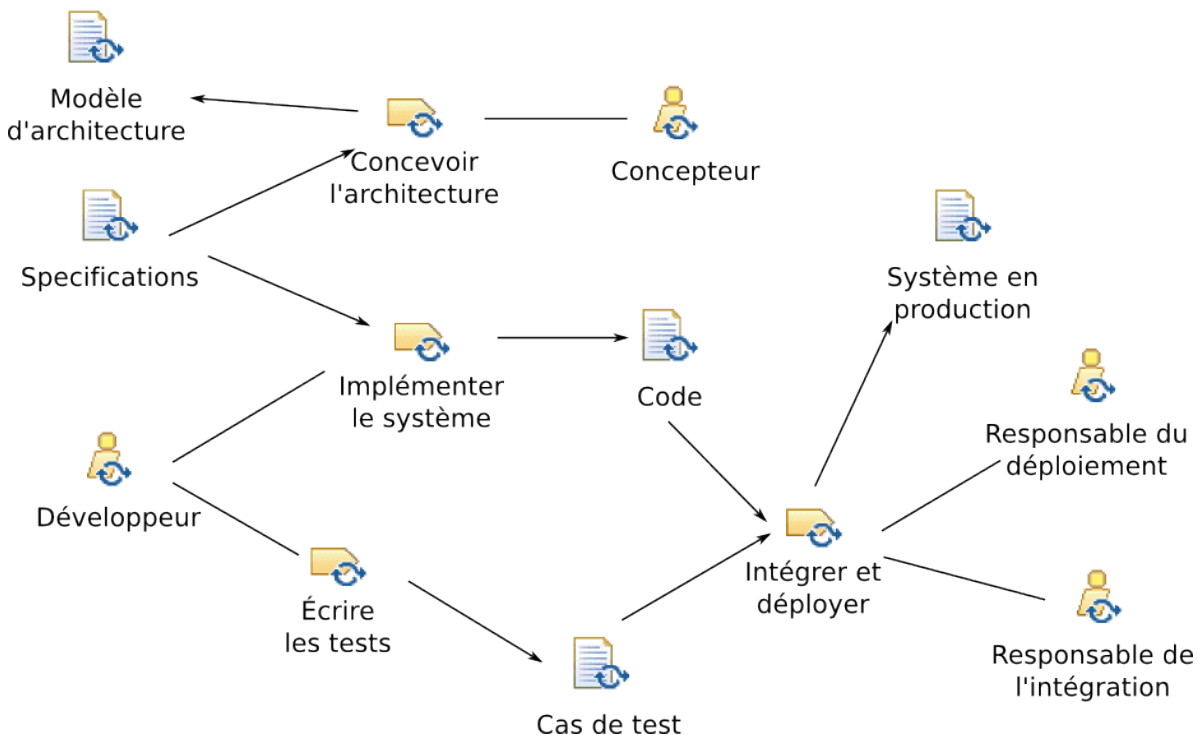 Modèle
d'architecture
Concevoir
l'architecture
Concepteur
Specifications
Système en
production
Implémenter
le système
Code
Responsable du
déploiement
Développeur
Intégrer et
déployer
Écrire
les tests
Responsable de
l'intégration
Cas de test